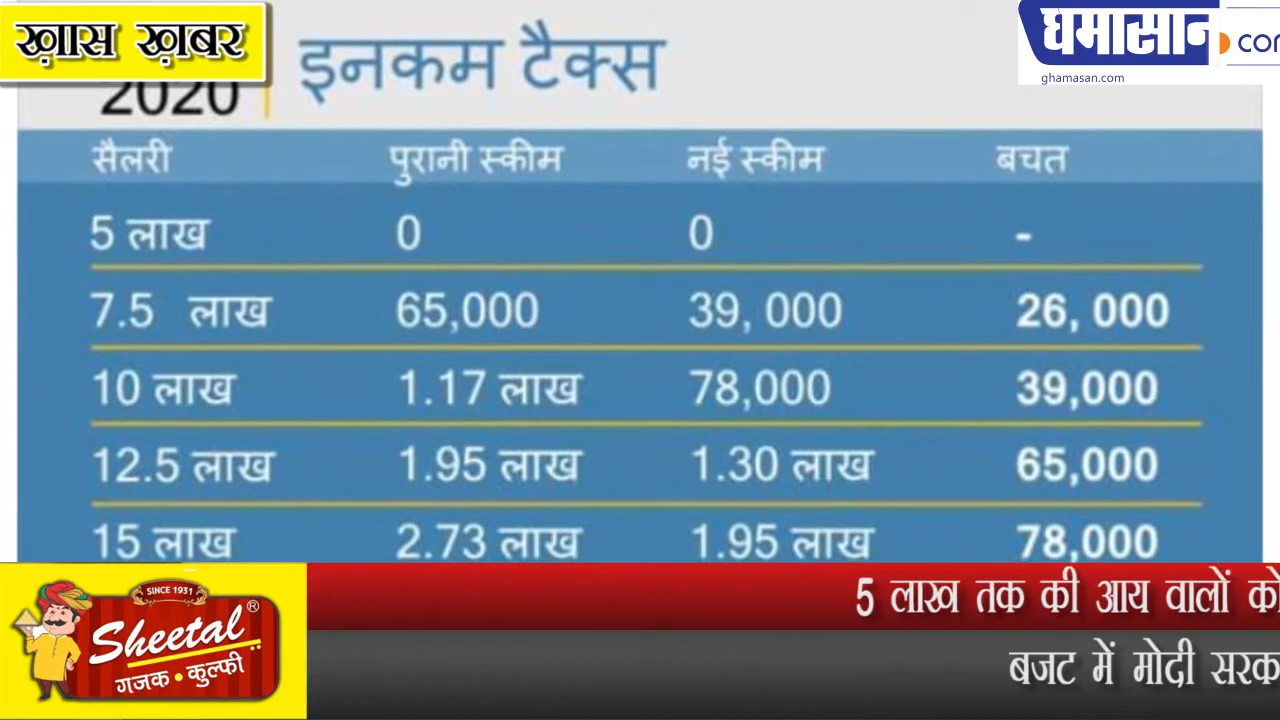 ख़ास ख़बर
2020
इनकम टैक्स
घमासान
.com
ghamasan.com
सैलरी पुरानी स्कीम नई स्कीम बचत
5 लाख 0 0 -
7.5 लाख 65,000 39, 000 26, 000
10 लाख 1.17 लाख 78,000 39,000
12.5 लाख 1.95 लाख 1.30 लाख 65,000
15 लाख 2.73 लाख 1.95 लाख 78,000
SINCE 1931
Sheetal®
गजक • कुल्फी
5 लाख तक की आय वालों को
बजट में मोदी